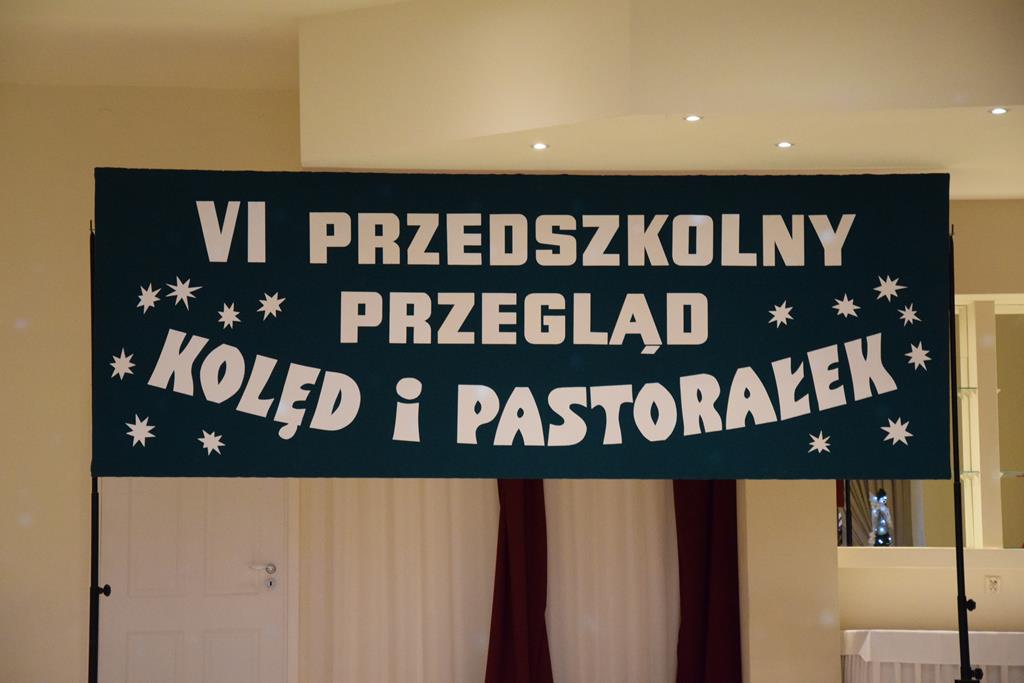 VI PRZEDSZKOLNY
PRZEGLĄD
KOLĘD i PASTORAŁEK